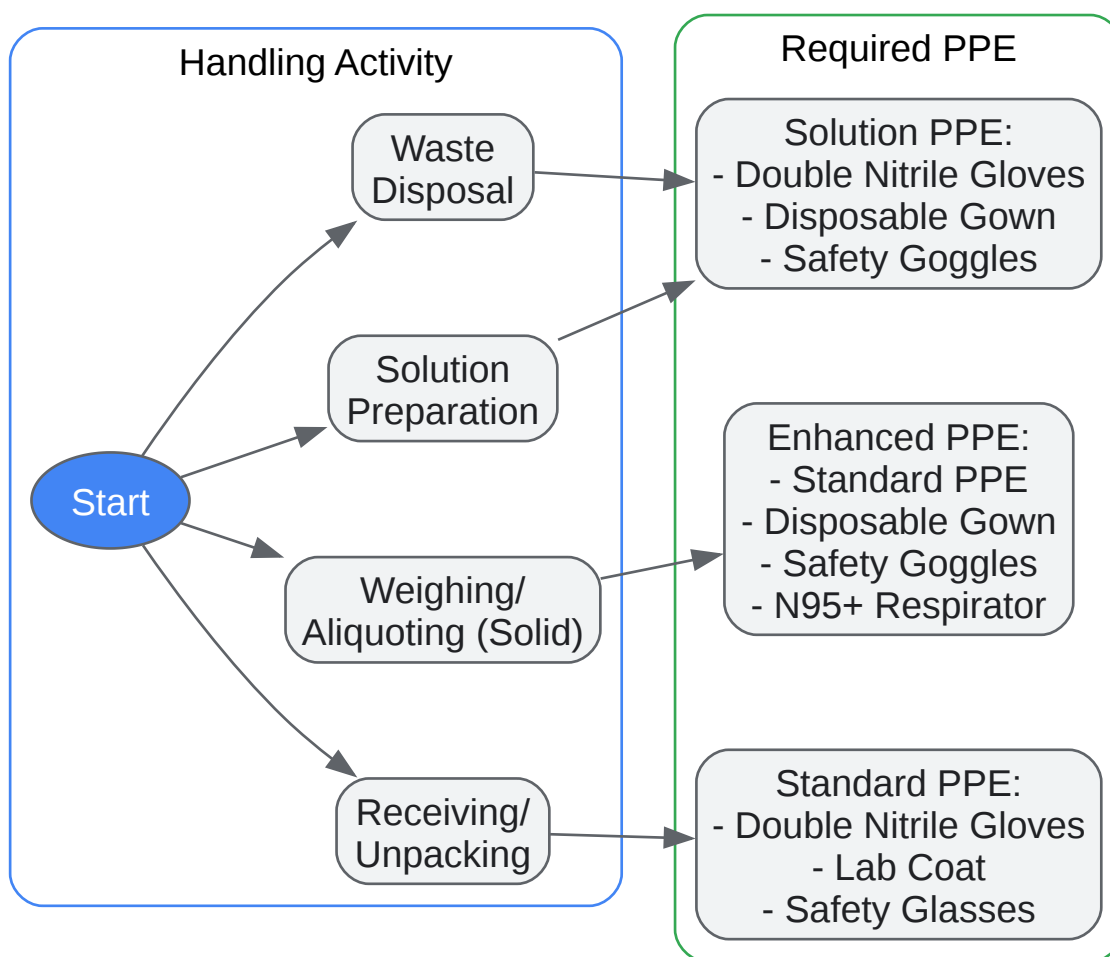 Handling Activity
Required PPE
Waste
Disposal
Solution PPE:
- Double Nitrile Gloves
- Disposable Gown
- Safety Goggles
Solution
Preparation
Start
Enhanced PPE:
- Standard PPE
- Disposable Gown
- Safety Goggles
- N95+ Respirator
Weighing/
Aliquoting (Solid)
Receiving/
Unpacking
Standard PPE:
- Double Nitrile Gloves
- Lab Coat
- Safety Glasses